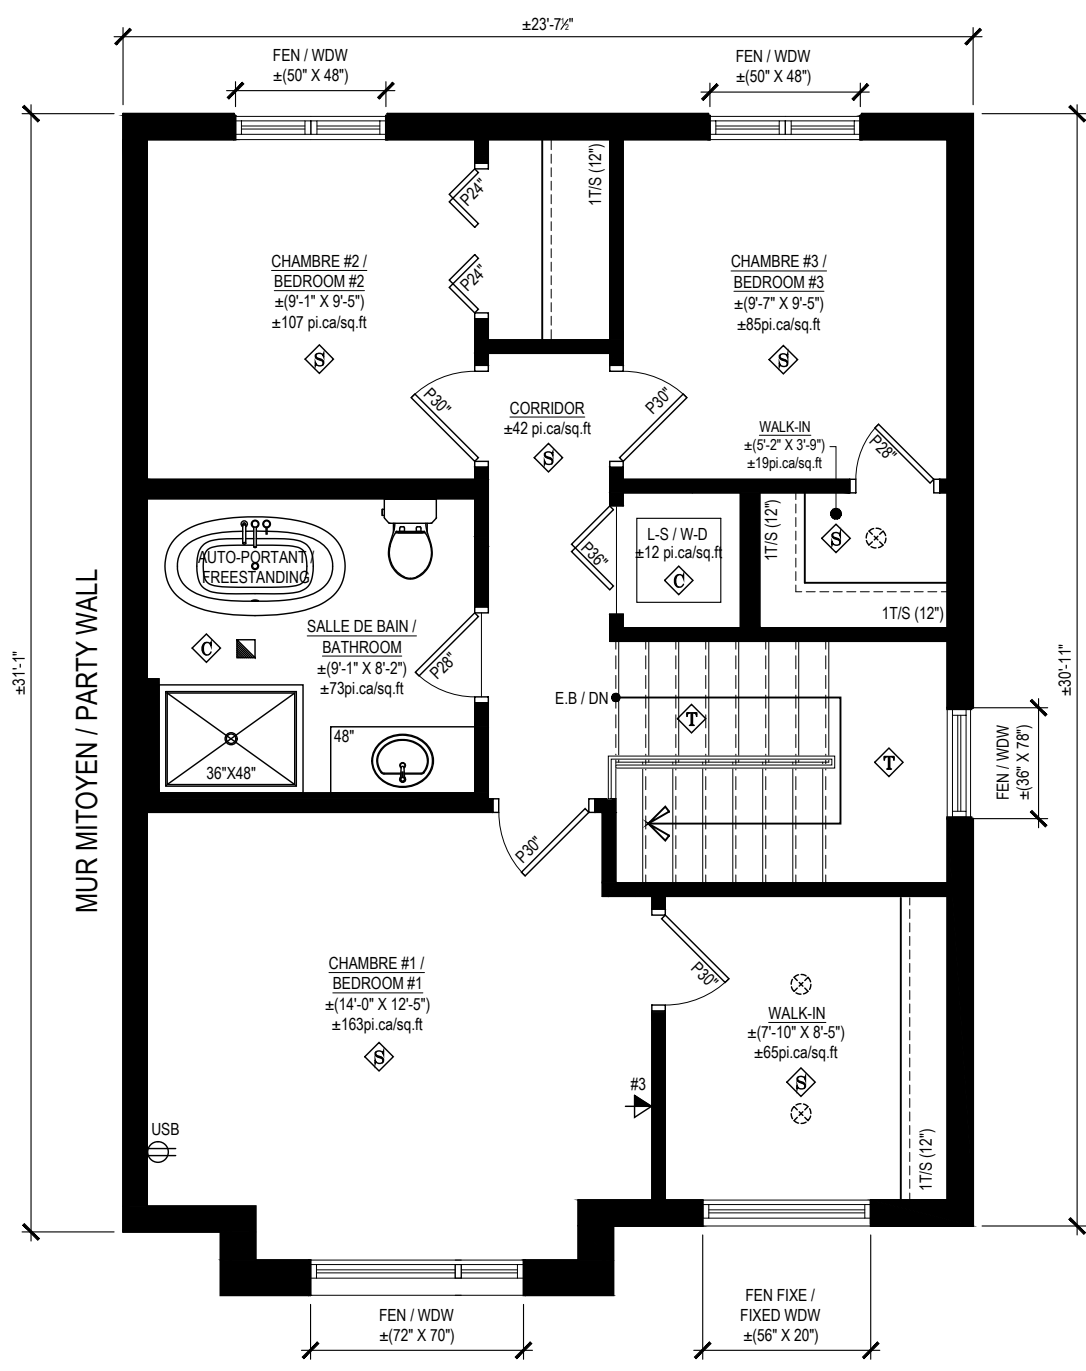 ±23'-7½"
FEN / WDW
±(50" X 48")
FEN / WDW
±(50" X 48")
1T/S (12")
P24"
P24"
CHAMBRE #2 /
BEDROOM #2
±(9'-1" X 9'-5")
±107 pi.ca/sq.ft
S
CHAMBRE #3 /
BEDROOM #3
±(9'-7" X 9'-5")
±85pi.ca/sq.ft
S
P30"
CORRIDOR
±42 pi.ca/sq.ft
S
P30"
WALK-IN
±(5'-2" X 3'-9")
±19pi.ca/sq.ft
P28"
S
1T/S (12")
1T/S (12")
L-S / W-D
±12 pi.ca/sq.ft
C
P36"
AUTO-PORTANT /
FREESTANDING
SALLE DE BAIN /
BATHROOM
±(9'-1" X 8'-2")
±73pi.ca/sq.ft
C
P28"
36"X48"
48"
MUR MITOYEN / PARTY WALL
±31'-1"
±30'-11"
E.B / DN
T
T
FEN / WDW
±(36" X 78")
P30"
CHAMBRE #1 /
BEDROOM #1
±(14'-0" X 12'-5")
±163pi.ca/sq.ft
S
P30"
WALK-IN
±(7'-10" X 8'-5")
±65pi.ca/sq.ft
S
#3
USB
1T/S (12")
FEN / WDW
±(72" X 70")
FEN FIXE /
FIXED WDW
±(56" X 20")